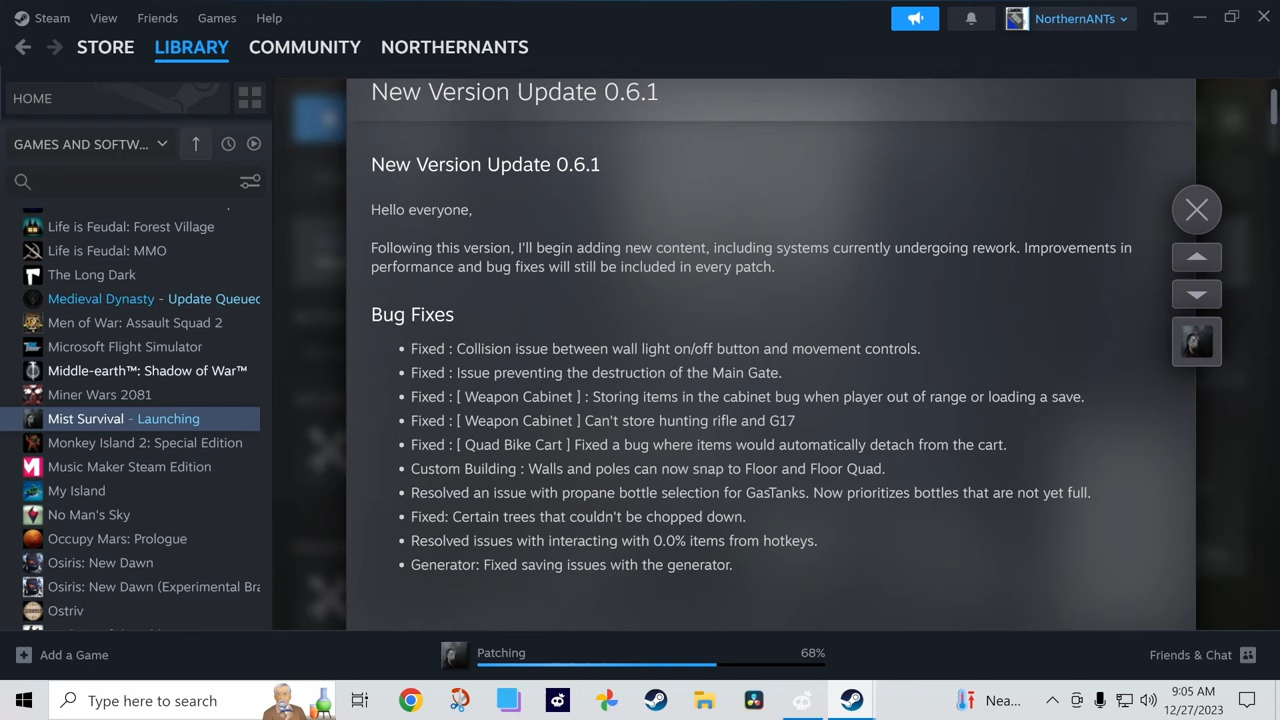 Steam View Friends Games Help
NorthernANTs
STORE LIBRARY COMMUNITY NORTHERNANTS
HOME
GAMES AND SOFTW...
Life is Feudal: Forest Village
Life is Feudal: MMO
The Long Dark
Medieval Dynasty - Update Queued
Men of War: Assault Squad 2
Microsoft Flight Simulator
Middle-earth™: Shadow of War™
Miner Wars 2081
Mist Survival - Launching
Monkey Island 2: Special Edition
Music Maker Steam Edition
My Island
No Man's Sky
Occupy Mars: Prologue
Osiris: New Dawn
Osiris: New Dawn (Experimental Bra
Ostriv
New Version Update 0.6.1
New Version Update 0.6.1
Hello everyone,
Following this version, I'll begin adding new content, including systems currently undergoing rework. Improvements in
performance and bug fixes will still be included in every patch.
Bug Fixes
• Fixed : Collision issue between wall light on/off button and movement controls.
• Fixed : Issue preventing the destruction of the Main Gate.
• Fixed : [ Weapon Cabinet ] : Storing items in the cabinet bug when player out of range or loading a save.
• Fixed : [ Weapon Cabinet ] Can't store hunting rifle and G17
• Fixed : [ Quad Bike Cart ] Fixed a bug where items would automatically detach from the cart.
• Custom Building : Walls and poles can now snap to Floor and Floor Quad.
• Resolved an issue with propane bottle selection for GasTanks. Now prioritizes bottles that are not yet full.
• Fixed: Certain trees that couldn't be chopped down.
• Resolved issues with interacting with 0.0% items from hotkeys.
• Generator: Fixed saving issues with the generator.
Add a Game
Patching 68%
Friends & Chat
Type here to search
Nea...
9:05 AM
12/27/2023